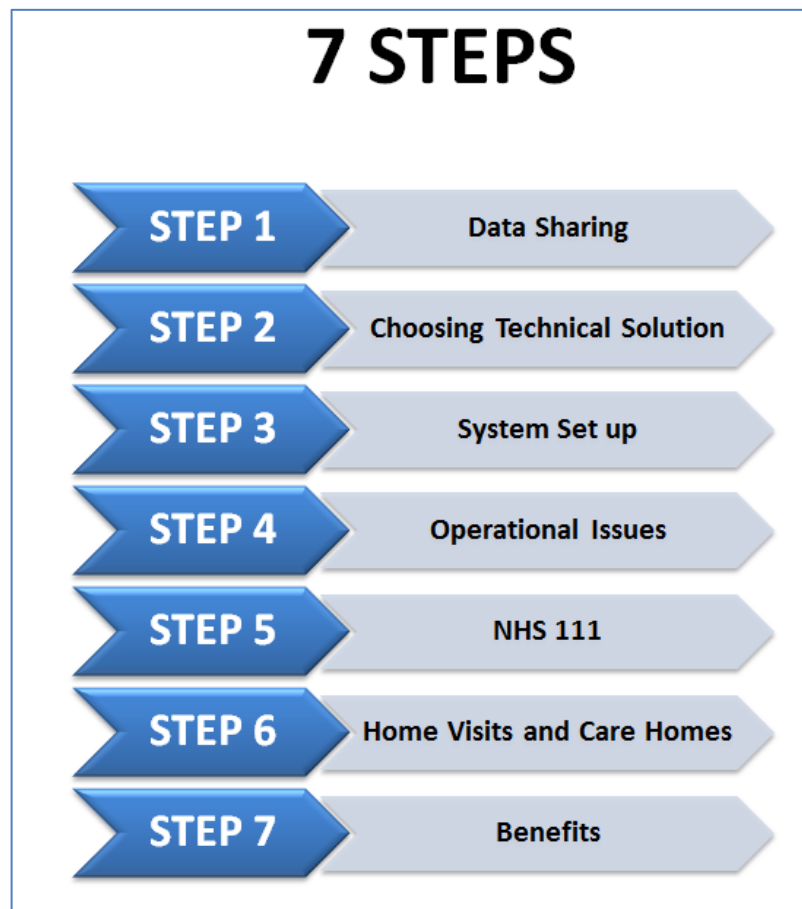 7 STEPS
STEP 1 Data Sharing
STEP 2 Choosing Technical Solution
STEP 3 System Set up
STEP 4 Operational Issues
STEP 5 NHS 111
STEP 6 Home Visits and Care Homes
STEP 7 Benefits